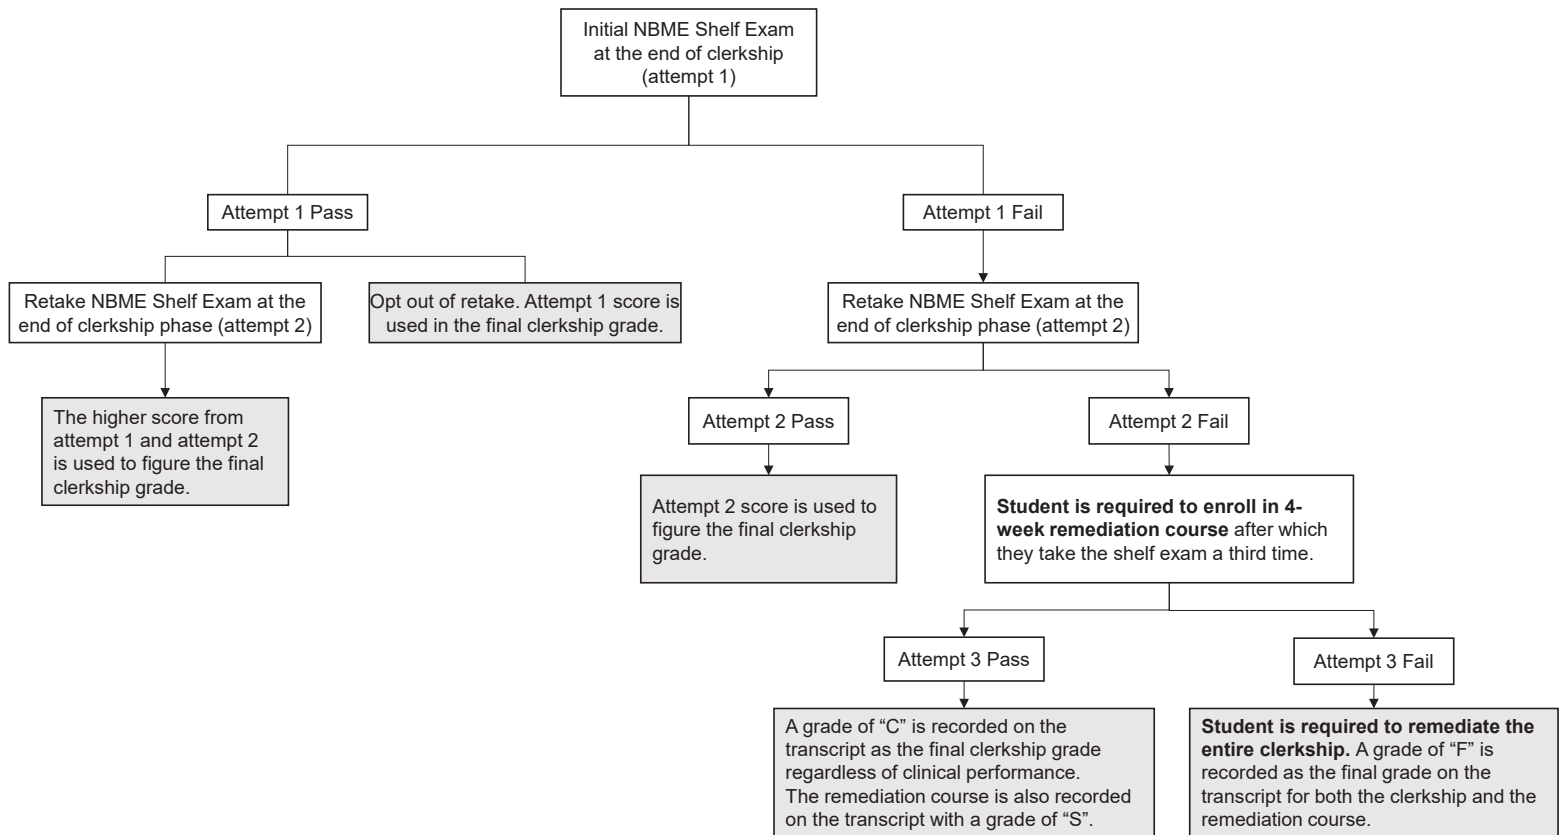 Initial NBME Shelf Exam
at the end of clerkship
(attempt 1)
Attempt 1 Pass
Attempt 1 Fail
Retake NBME Shelf Exam at the
end of clerkship phase (attempt 2)
Opt out of retake. Attempt 1 score is
used in the final clerkship grade.
Retake NBME Shelf Exam at the
end of clerkship phase (attempt 2)
The higher score from
attempt 1 and attempt 2
is used to figure the final
clerkship grade.
Attempt 2 Pass
Attempt 2 Fail
Attempt 2 score is used to
figure the final clerkship
grade.
Student is required to enroll in 4-
week remediation course after which
they take the shelf exam a third time.
Attempt 3 Pass
Attempt 3 Fail
A grade of “C” is recorded on the
transcript as the final clerkship grade
regardless of clinical performance.
The remediation course is also recorded
on the transcript with a grade of “S”.
Student is required to remediate the
entire clerkship. A grade of “F” is
recorded as the final grade on the
transcript for both the clerkship and the
remediation course.